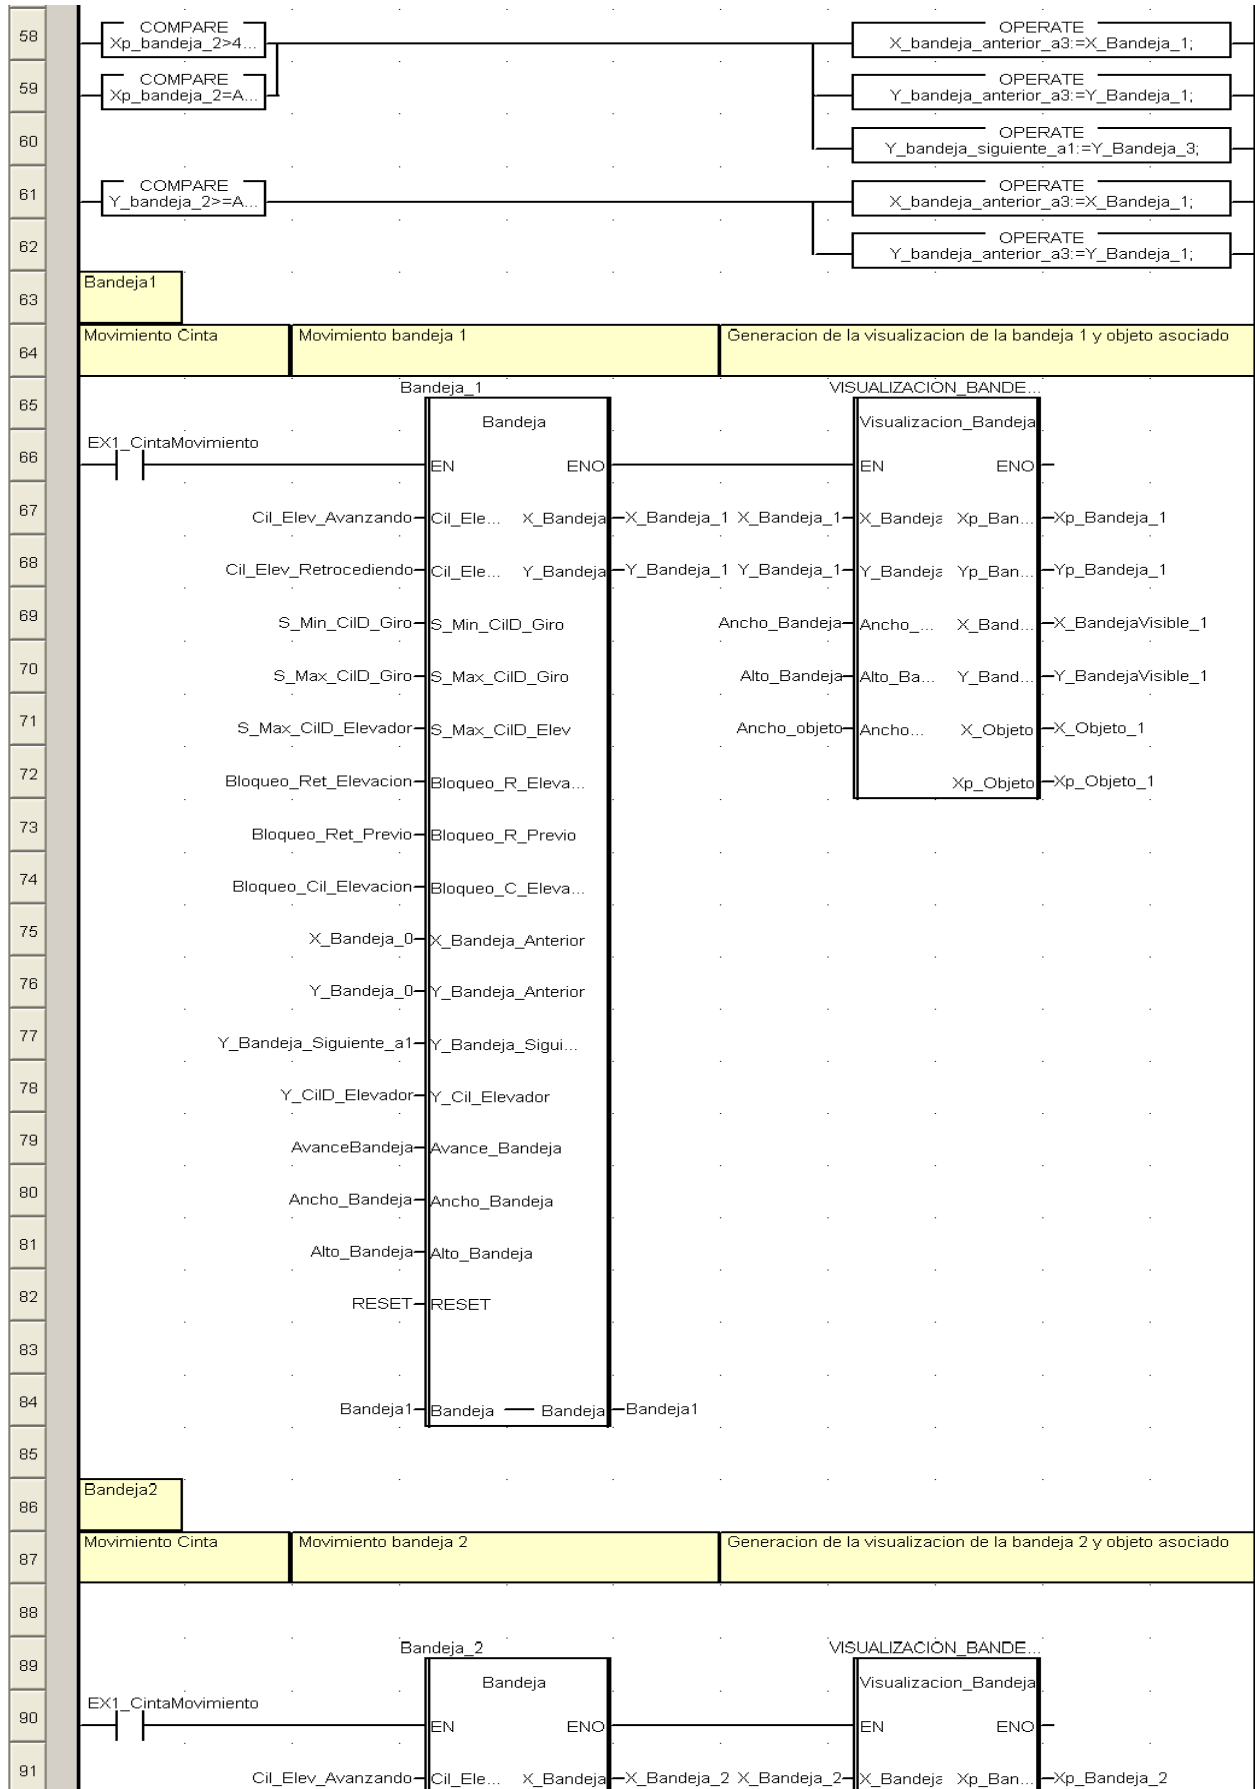 58 COMPARE OPERATE
Xp_bandeja_2>4... X_bandeja_anterior_a3:=X_Bandeja_1;
59 COMPARE OPERATE
Xp_bandeja_2=A... Y_bandeja_anterior_a3:=Y_Bandeja_1;
60 OPERATE
Y_bandeja_siguiente_a1:=Y_Bandeja_3;
61 COMPARE OPERATE
Y_bandeja_2>=A... X_bandeja_anterior_a3:=X_Bandeja_1;
62 OPERATE
Y_bandeja_anterior_a3:=Y_Bandeja_1;
63 Bandeja1
64 Movimiento Cinta Movimiento bandeja 1 Generacion de la visualizacion de la bandeja 1 y objeto asociado
Bandeja_1 VISUALIZACION_BANDE...
65 Bandeja Visualizacion_Bandeja
EX1_CintaMovimiento
66 EN ENO EN ENO
67 Cil_Elev_Avanzando Cil_Ele... X_Bandeja X_Bandeja_1 X_Bandeja_1 X_Bandeja Xp_Ban... Xp_Bandeja_1
68 Cil_Elev_Retrocediendo Cil_Ele... Y_Bandeja Y_Bandeja_1 Y_Bandeja_1 Y_Bandeja Yp_Ban... Yp_Bandeja_1
69 S_Min_CilD_Giro S_Min_CilD_Giro Ancho_Bandeja Ancho_... X_Band... X_BandejaVisible_1
70 S_Max_CilD_Giro S_Max_CilD_Giro Alto_Bandeja Alto_Ba... Y_Band... Y_BandejaVisible_1
71 S_Max_CilD_Elevador S_Max_CilD_Elev Ancho_objeto Ancho... X_Objeto X_Objeto_1
72 Bloqueo_Ret_Elevacion Bloqueo_R_Eleva... Xp_Objeto Xp_Objeto_1
73 Bloqueo_Ret_Previo Bloqueo_R_Previo
74 Bloqueo_Cil_Elevacion Bloqueo_C_Eleva...
75 X_Bandeja_0 X_Bandeja_Anterior
76 Y_Bandeja_0 Y_Bandeja_Anterior
77 Y_Bandeja_Siguiente_a1 Y_Bandeja_Sigui...
78 Y_CilD_Elevador Y_Cil_Elevador
79 AvanceBandeja Avance_Bandeja
80 Ancho_Bandeja Ancho_Bandeja
81 Alto_Bandeja Alto_Bandeja
82 RESET RESET
83
84 Bandeja1 Bandeja Bandeja Bandeja1
85
86 Bandeja2
87 Movimiento Cinta Movimiento bandeja 2 Generacion de la visualizacion de la bandeja 2 y objeto asociado
88
Bandeja_2 VISUALIZACION_BANDE...
89 Bandeja Visualizacion_Bandeja
EX1_CintaMovimiento
90 EN ENO EN ENO
91 Cil_Elev_Avanzando Cil_Ele... X_Bandeja X_Bandeja_2 X_Bandeja_2 X_Bandeja Xp_Ban... Xp_Bandeja_2